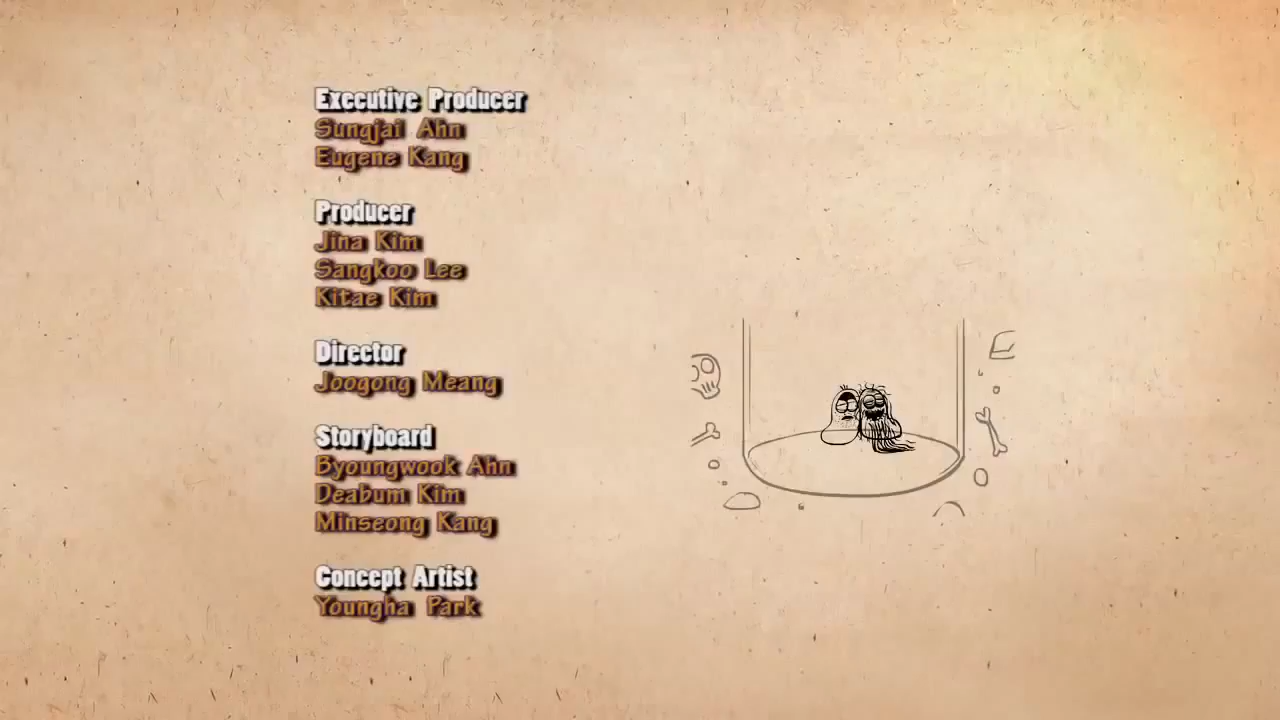 Executive Producer
Sungjai Ahn
Eugene Kang
Producer
Jina Kim
Sangkoo Lee
Kitae Kim
Director
Joogong Meang
Storyboard
Byoungwook Ahn
Deabum Kim
Minseong Kang
Concept Artist
Youngha Park